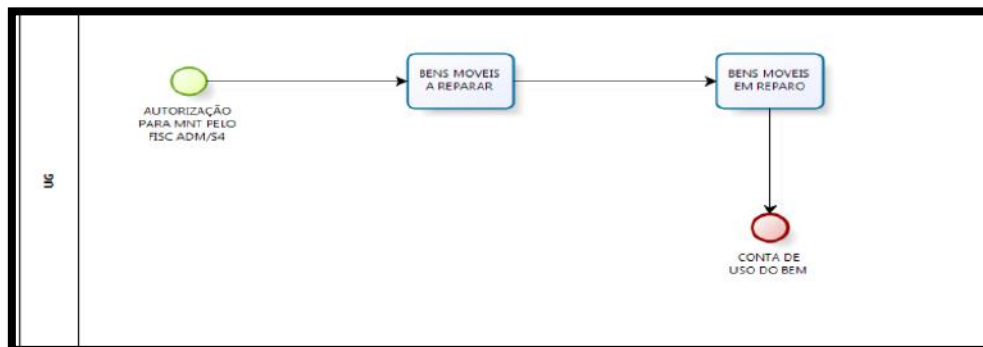 UG
AUTORIZAÇÃO
PARA MNT PELO
FISC ADM/S4
BENS MOVEIS
A REPARAR
BENS MOVEIS
EM REPARO
CONTA DE
USO DO BEM